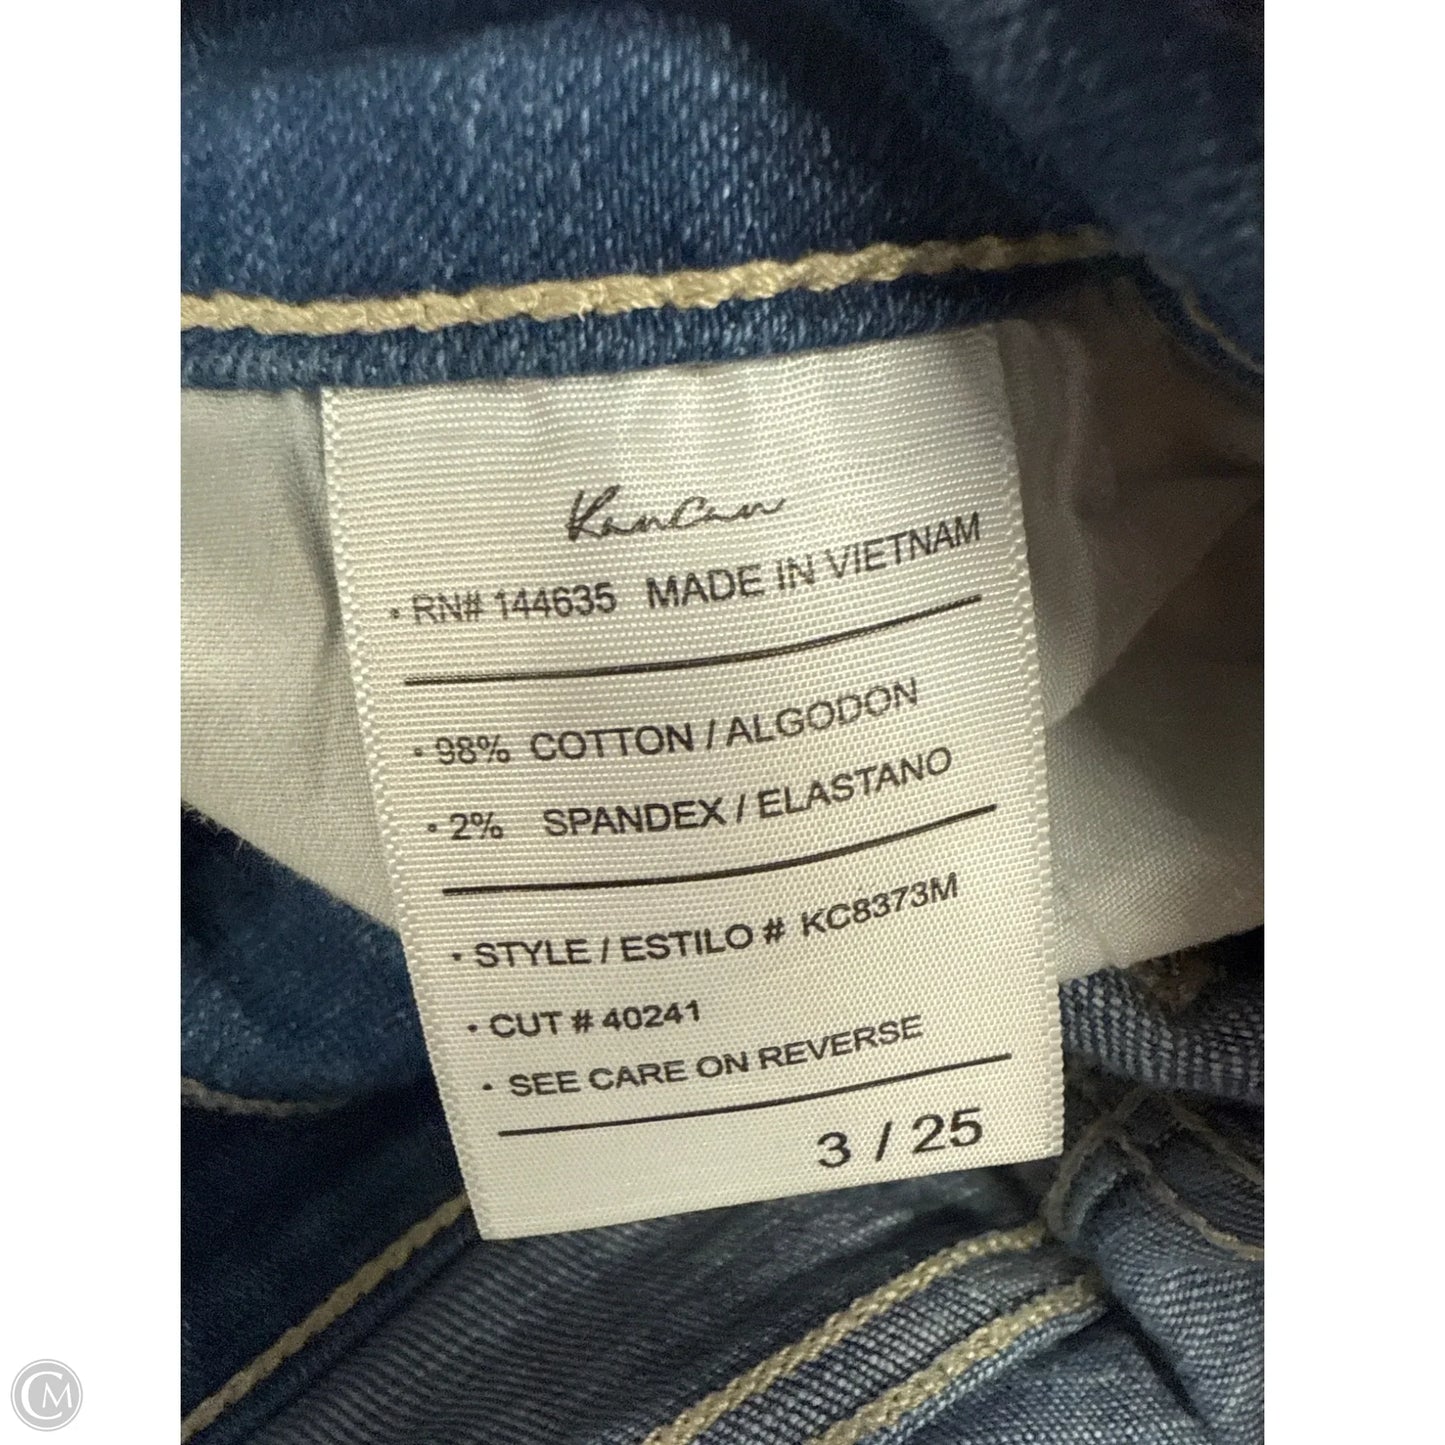 KanCan
• RN# 144635 MADE IN VIETNAM
• 98% COTTON / ALGODON
• 2% SPANDEX / ELASTANO
• STYLE / ESTILO # KC8373M
• CUT # 40241
• SEE CARE ON REVERSE
3 / 25
CM